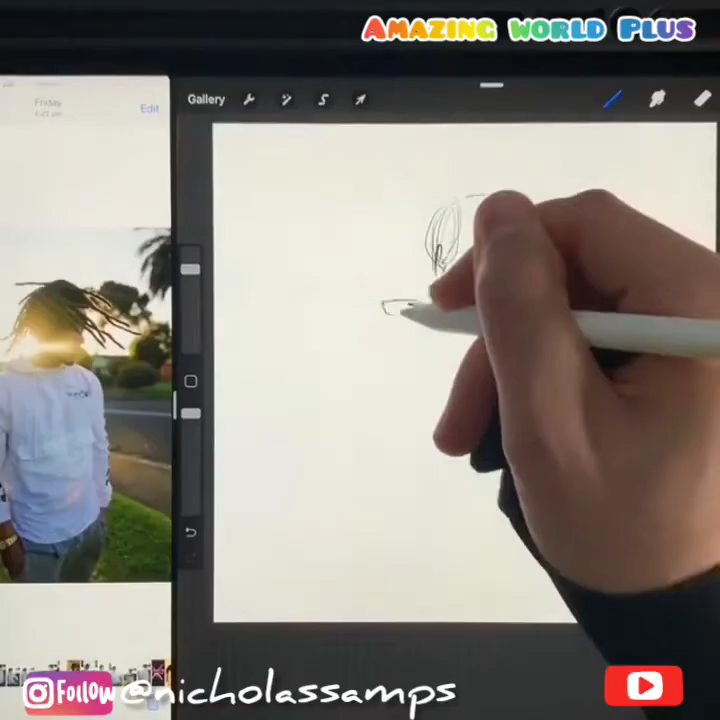 AMAZING WORLD PLUS
Friday
Edit
Gallery
Follow @nicholassamps